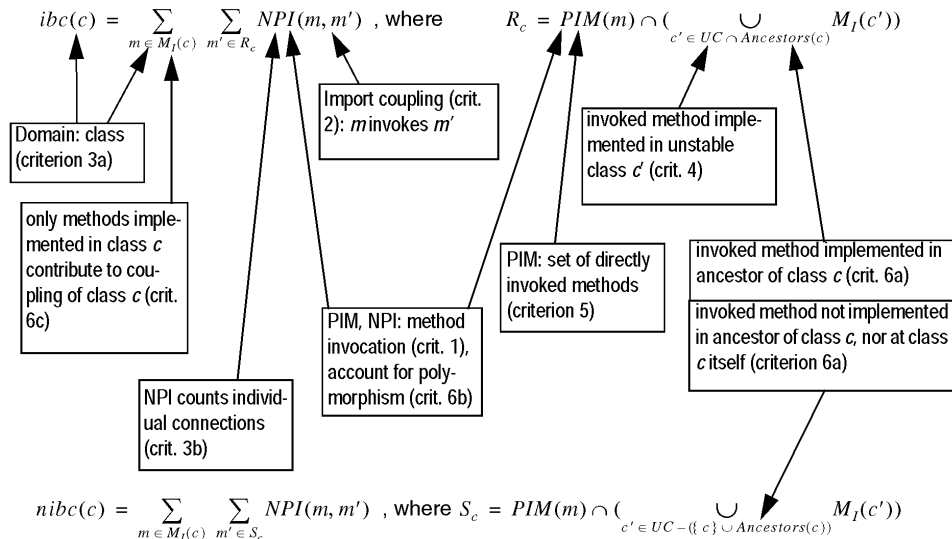 ibc(c) = ∑ ∑ NPI(m, m′) , where R_c = PIM(m) ∩ ( ∪ M_I(c′))
m ∈ M_I(c) m′ ∈ R_c c′ ∈ UC ∩ Ancestors(c)
Domain: class
(criterion 3a)
Import coupling (crit.
2): m invokes m′
invoked method imple-
mented in unstable
class c′ (crit. 4)
only methods imple-
mented in class c
contribute to cou-
pling of class c (crit.
6c)
PIM: set of directly
invoked methods
(criterion 5)
invoked method implemented in
ancestor of class c (crit. 6a)
invoked method not implemented
in ancestor of class c, nor at class
c itself (criterion 6a)
PIM, NPI: method
invocation (crit. 1),
account for poly-
morphism (crit. 6b)
NPI counts individ-
ual connections
(crit. 3b)
nibc(c) = ∑ ∑ NPI(m, m′) , where S_c = PIM(m) ∩ ( ∪ M_I(c′))
m ∈ M_I(c) m′ ∈ S_c c′ ∈ UC – ({ c} ∪ Ancestors(c))